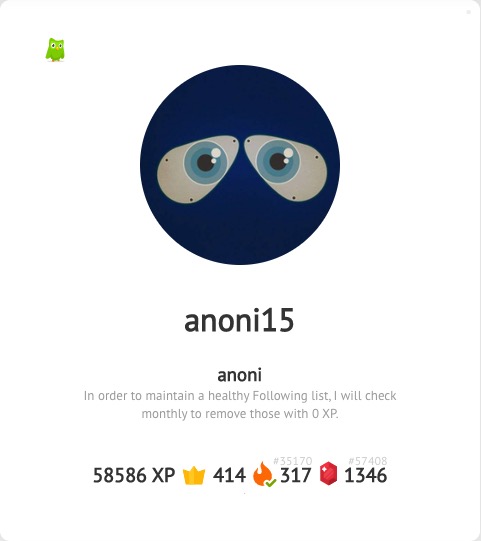 anoni15
anoni
In order to maintain a healthy Following list, I will check
monthly to remove those with 0 XP.
#35170 #57408
58586 XP 414 317 1346